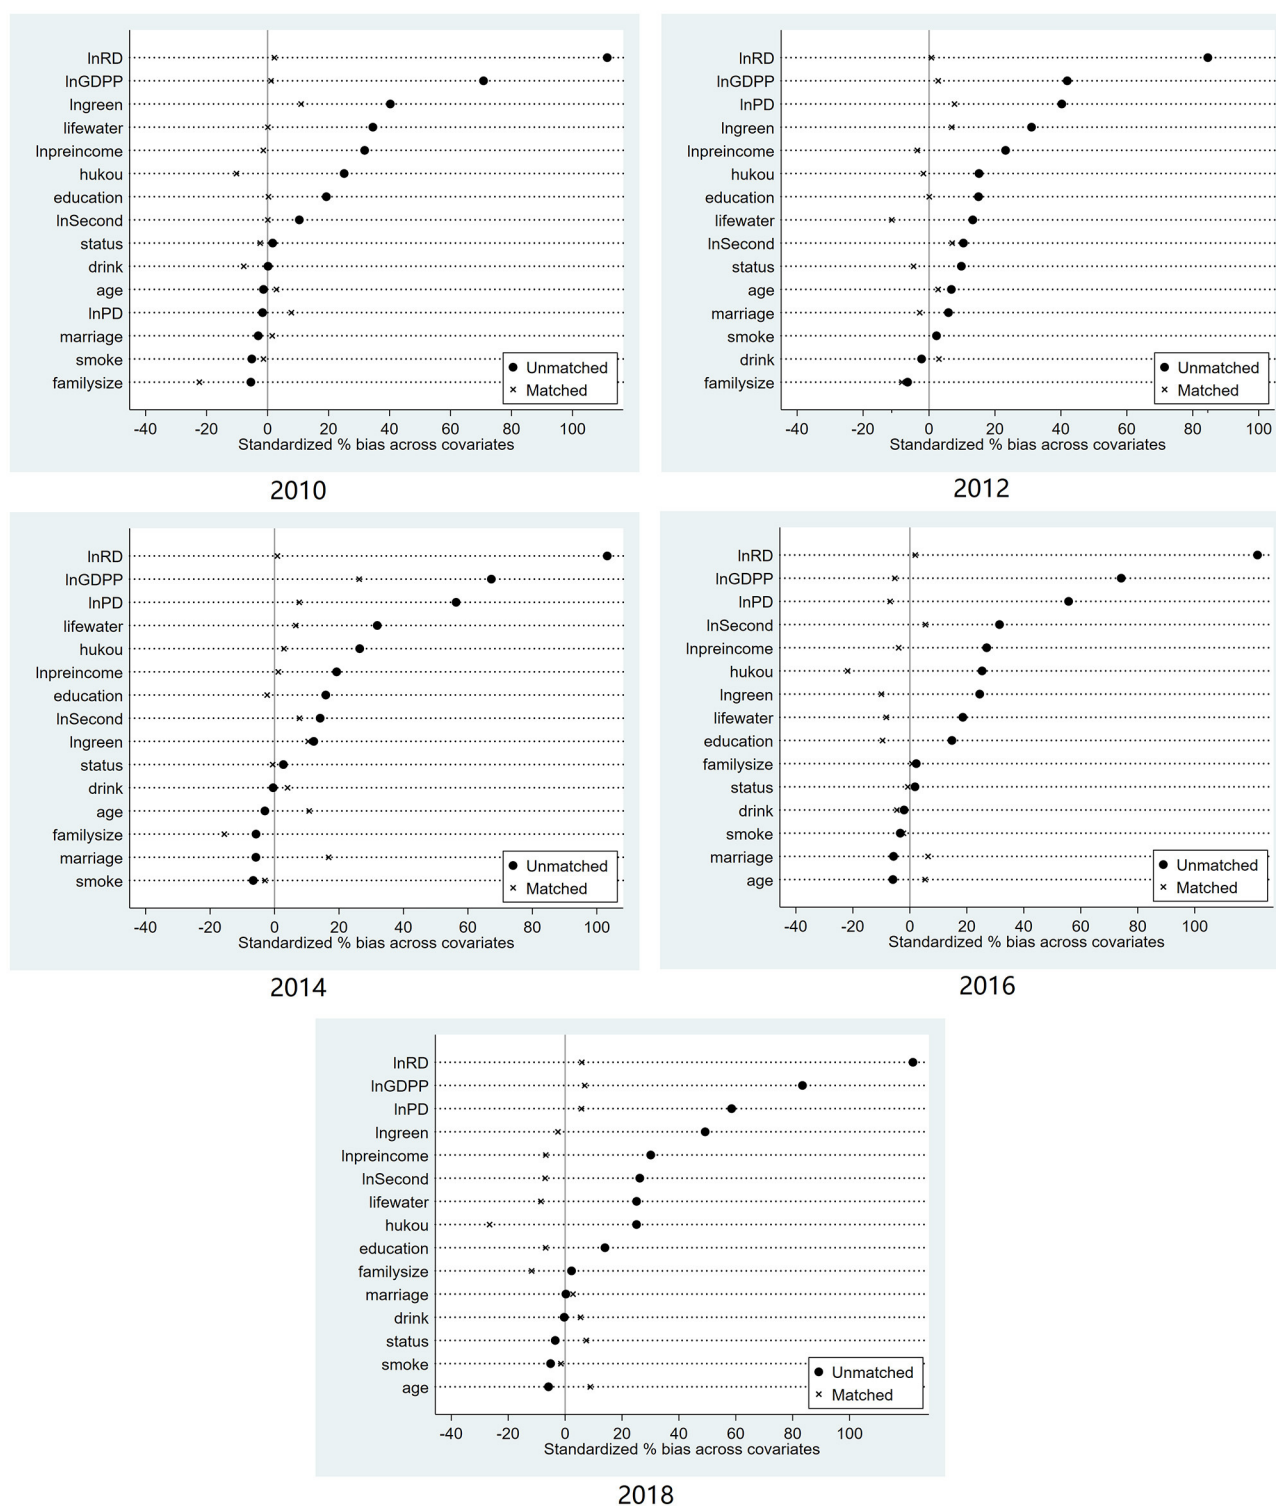 lnRD
lnGDPP
lngreen
lifewater
lnpreincome
hukou
education
lnSecond
status
drink
age
lnPD
marriage
smoke
familysize
Unmatched
Matched
-40 -20 0 20 40 60 80 100
Standardized % bias across covariates
2010
lnRD
lnGDPP
lnPD
lngreen
lnpreincome
hukou
education
lifewater
lnSecond
status
age
marriage
smoke
drink
familysize
Unmatched
Matched
-40 -20 0 20 40 60 80 100
Standardized % bias across covariates
2012
lnRD
lnGDPP
lnPD
lifewater
hukou
lnpreincome
education
lnSecond
lngreen
status
drink
age
familysize
marriage
smoke
Unmatched
Matched
-40 -20 0 20 40 60 80 100
Standardized % bias across covariates
2014
lnRD
lnGDPP
lnPD
lnSecond
lnpreincome
hukou
lngreen
lifewater
education
familysize
status
drink
smoke
marriage
age
Unmatched
Matched
-40 -20 0 20 40 60 80 100
Standardized % bias across covariates
2016
lnRD
lnGDPP
lnPD
lngreen
lnpreincome
lnSecond
lifewater
hukou
education
familysize
marriage
drink
status
smoke
age
Unmatched
Matched
-40 -20 0 20 40 60 80 100
Standardized % bias across covariates
2018